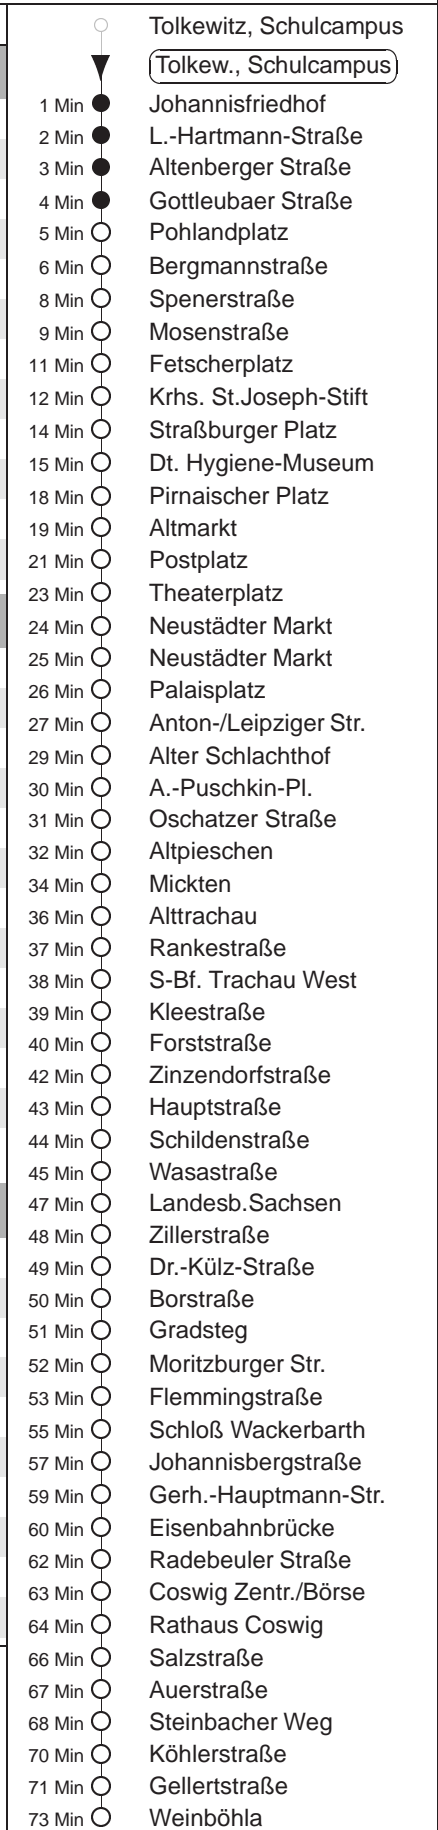 Tolkewitz, Schulcampus
Tolkew., Schulcampus
1 Min Johannisfriedhof
2 Min L.-Hartmann-Straße
3 Min Altenberger Straße
4 Min Gottleubaer Straße
5 Min Pohlandplatz
6 Min Bergmannstraße
8 Min Spenerstraße
9 Min Mosenstraße
11 Min Fetscherplatz
12 Min Krhs. St.Joseph-Stift
14 Min Straßburger Platz
15 Min Dt. Hygiene-Museum
18 Min Pirnaischer Platz
19 Min Altmarkt
21 Min Postplatz
23 Min Theaterplatz
24 Min Neustädter Markt
25 Min Neustädter Markt
26 Min Palaisplatz
27 Min Anton-/Leipziger Str.
29 Min Alter Schlachthof
30 Min A.-Puschkin-Pl.
31 Min Oschatzer Straße
32 Min Altpieschen
34 Min Mickten
36 Min Alttrachau
37 Min Rankestraße
38 Min S-Bf. Trachau West
39 Min Kleestraße
40 Min Forststraße
42 Min Zinzendorfstraße
43 Min Hauptstraße
44 Min Schildenstraße
45 Min Wasastraße
47 Min Landesb.Sachsen
48 Min Zillerstraße
49 Min Dr.-Külz-Straße
50 Min Borstraße
51 Min Gradsteg
52 Min Moritzburger Str.
53 Min Flemmingstraße
55 Min Schloß Wackerbarth
57 Min Johannisbergstraße
59 Min Gerh.-Hauptmann-Str.
60 Min Eisenbahnbrücke
62 Min Radebeuler Straße
63 Min Coswig Zentr./Börse
64 Min Rathaus Coswig
66 Min Salzstraße
67 Min Auerstraße
68 Min Steinbacher Weg
70 Min Köhlerstraße
71 Min Gellertstraße
73 Min Weinböhla